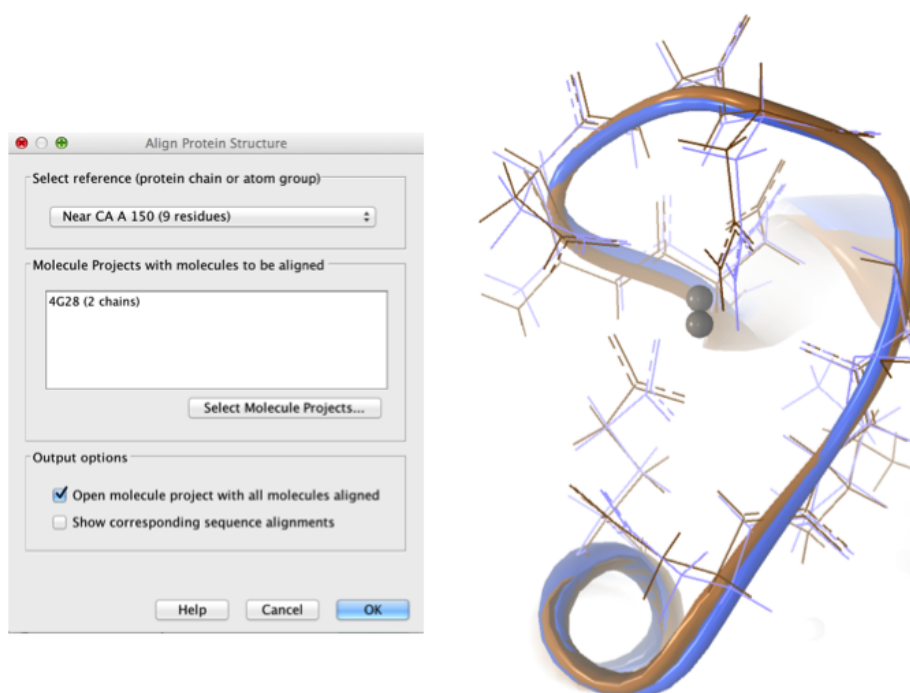 Align Protein Structure
Select reference (protein chain or atom group)
Near CA A 150 (9 residues)
Molecule Projects with molecules to be aligned
4G28 (2 chains)
Select Molecule Projects...
Output options
Open molecule project with all molecules aligned
Show corresponding sequence alignments
Help Cancel OK